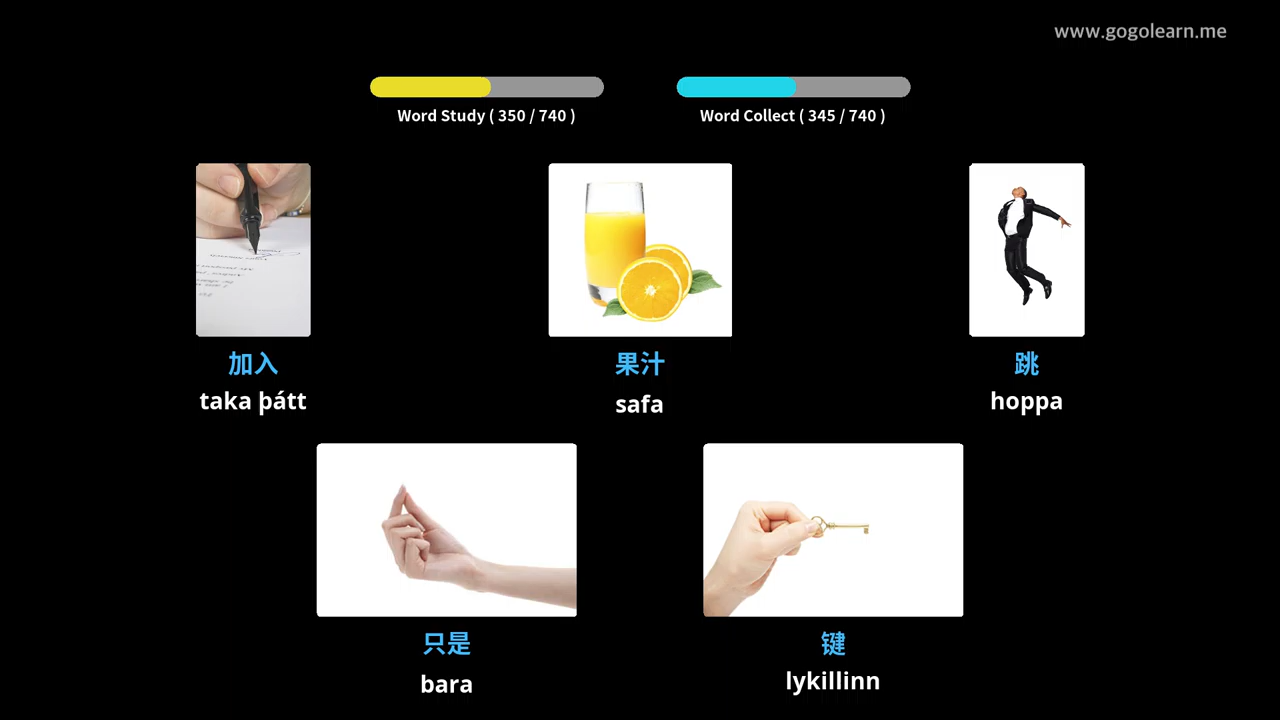 www.gogolearn.me
Word Study ( 350 / 740 )
Word Collect ( 345 / 740 )
加入
taka þátt
果汁
safa
跳
hoppa
只是
bara
键
lykillinn